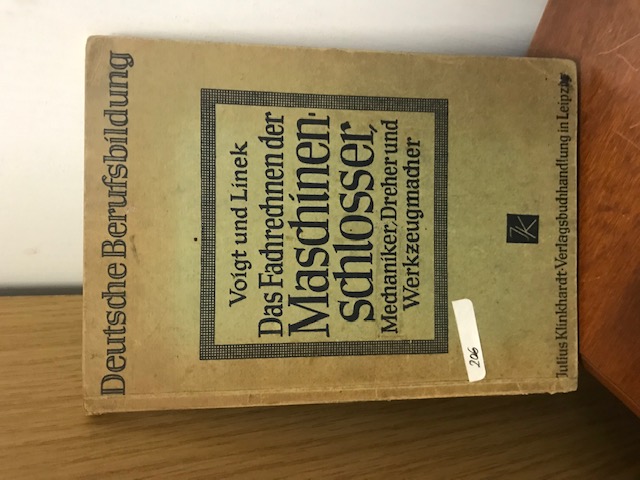 Deutsche Berufsbildung
Voigt und Linek
Das Fachrechnen der
Maschinen-
schlosser,
Mechaniker, Dreher und
Werkzeugmacher
JK
206
Julius Klinkhardt·Verlagsbuchhandlung in Leipzig